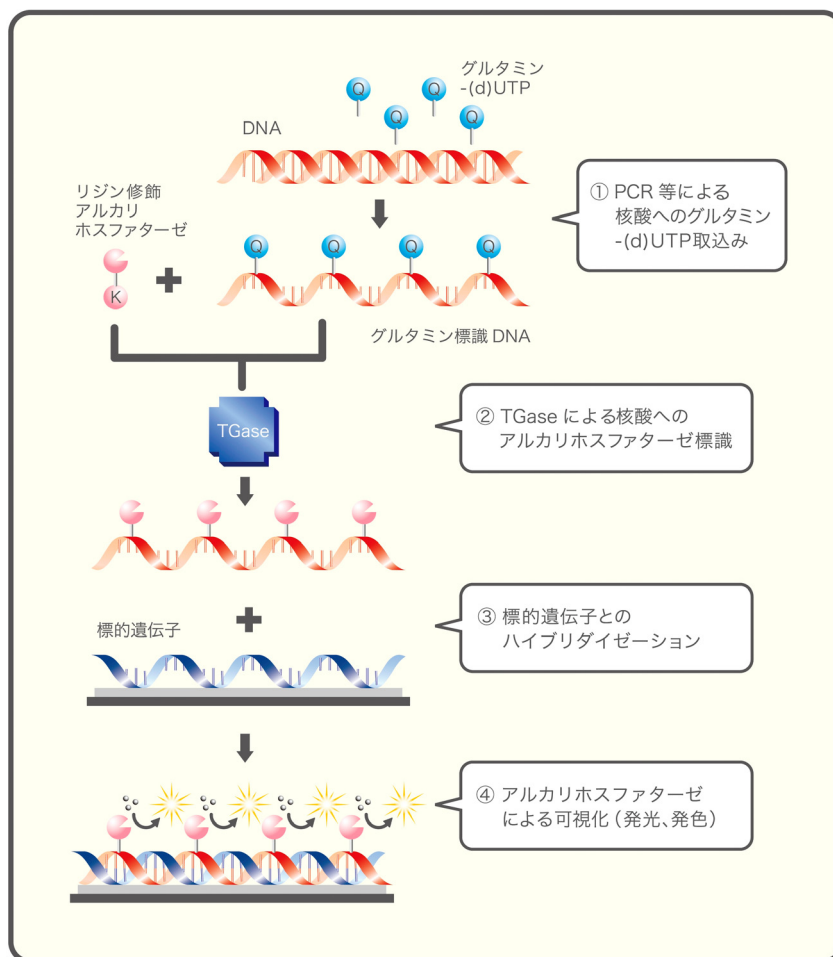 グルタミン
-(d)UTP
Q
Q
Q
Q
DNA
① PCR 等による
核酸へのグルタミン
-(d)UTP取込み
リジン修飾
アルカリ
ホスファターゼ
Q
Q
Q
Q
K
グルタミン標識 DNA
② TGase による核酸への
アルカリホスファターゼ標識
TGase
③ 標的遺伝子との
ハイブリダイゼーション
標的遺伝子
④ アルカリホスファターゼ
による可視化（発光、発色）